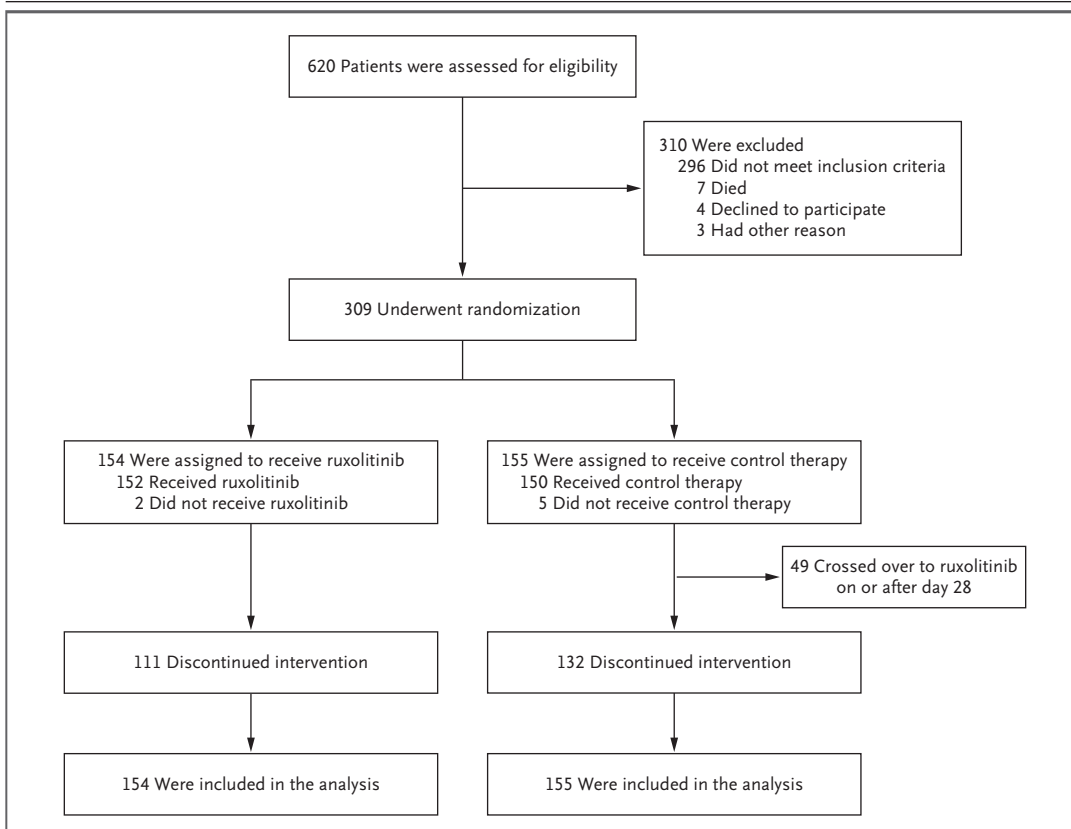 620 Patients were assessed for eligibility
310 Were excluded
296 Did not meet inclusion criteria
7 Died
4 Declined to participate
3 Had other reason
309 Underwent randomization
154 Were assigned to receive ruxolitinib
152 Received ruxolitinib
2 Did not receive ruxolitinib
155 Were assigned to receive control therapy
150 Received control therapy
5 Did not receive control therapy
49 Crossed over to ruxolitinib
on or after day 28
111 Discontinued intervention
132 Discontinued intervention
154 Were included in the analysis
155 Were included in the analysis